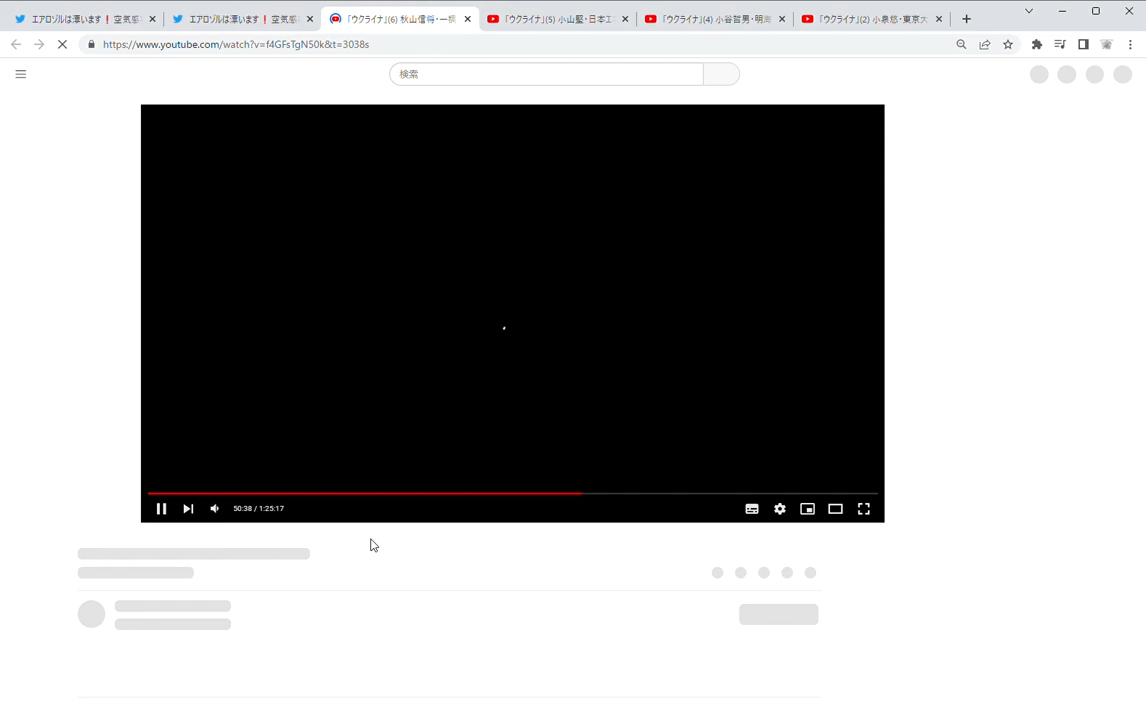 エアロゾルは漂います❗ 空気感
エアロゾルは漂います❗ 空気感
「ウクライナ」(6) 秋山信将・一橋
「ウクライナ」(5) 小山堅・日本エ
「ウクライナ」(4) 小谷哲男・明海
「ウクライナ」(2) 小泉悠・東京大
https://www.youtube.com/watch?v=f4GFsTgN50k&t=3038s
検索
50:38 / 1:25:17